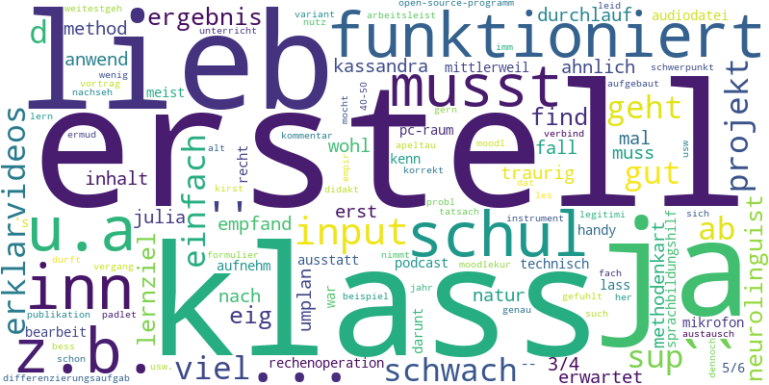 open-source-programm
weitestgeh
variant
leid
arbeitsleist
nutz
unterricht
imm
ergebnis
durchlauf
audiodatei
method
d
lieb
funktioniert
anwend
kassandra
mittlerweil
ahnlich
schwerpunkt
meist
vortrag
wenig
nachseh
musst
aufgebaut
40-50
mocht
gern
find
geht
projekt
lern
erstell
ermud
kommentar
pc-raum
verbind
mal
usw
erklarvideos
alt
apeltau
moodl
wohl
fall
muss
gut
einfach
recht
kenn
korrekt
traurig
inhalt
empir
didakt
probl
dat
kirst
tatsach
les
julia
''
erst
schul
instrument
legitimi
sich
ja
ab
's
u.a
empfand
input
handy
lernziel
klass
formulier
aufnehm
ausstatt
podcast
nimmt
moodlekur
technisch
fach
gefuhlt
lass
her
methodenkart
sprachbildungshilf
neurolinguist
inn
durft
vergang.
nach
war
umplan
beispiel
jahr
natur
such
genau
publikation
padlet
eig
darunt
mikrofon
austausch
bearbeit
schon
bess
z.b.
viel
...
rechenoperation
schwach
--
3/4
sup
``
dennoch
5/6
usw.
erwartet
differenzierungsaufgab